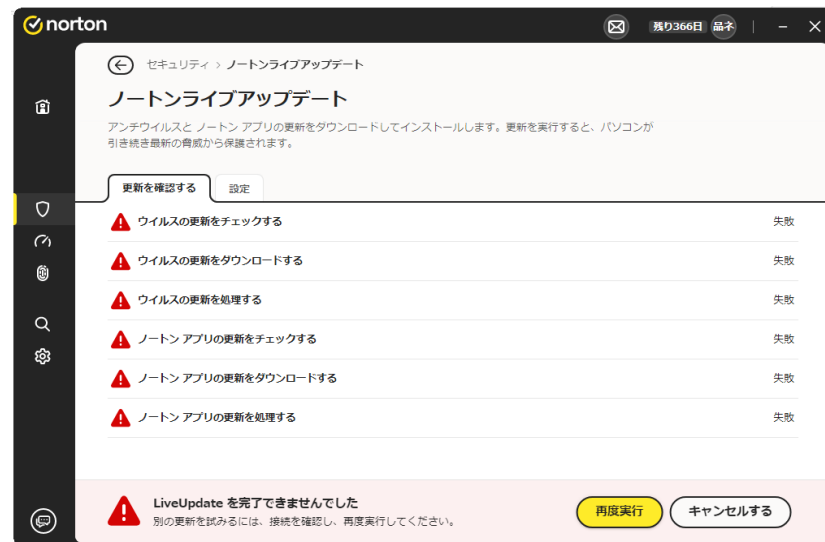 norton
残り366日
品ネ
セキュリティ > ノートンライブアップデート
ノートンライブアップデート
アンチウイルスと ノートン アプリの更新をダウンロードしてインストールします。更新を実行すると、パソコンが
引き続き最新の脅威から保護されます。
更新を確認する
設定
ウイルスの更新をチェックする
失敗
ウイルスの更新をダウンロードする
失敗
ウイルスの更新を処理する
失敗
ノートン アプリの更新をチェックする
失敗
ノートン アプリの更新をダウンロードする
失敗
ノートン アプリの更新を処理する
失敗
LiveUpdate を完了できませんでした
別の更新を試みるには、接続を確認し、再度実行してください。
再度実行
キャンセルする